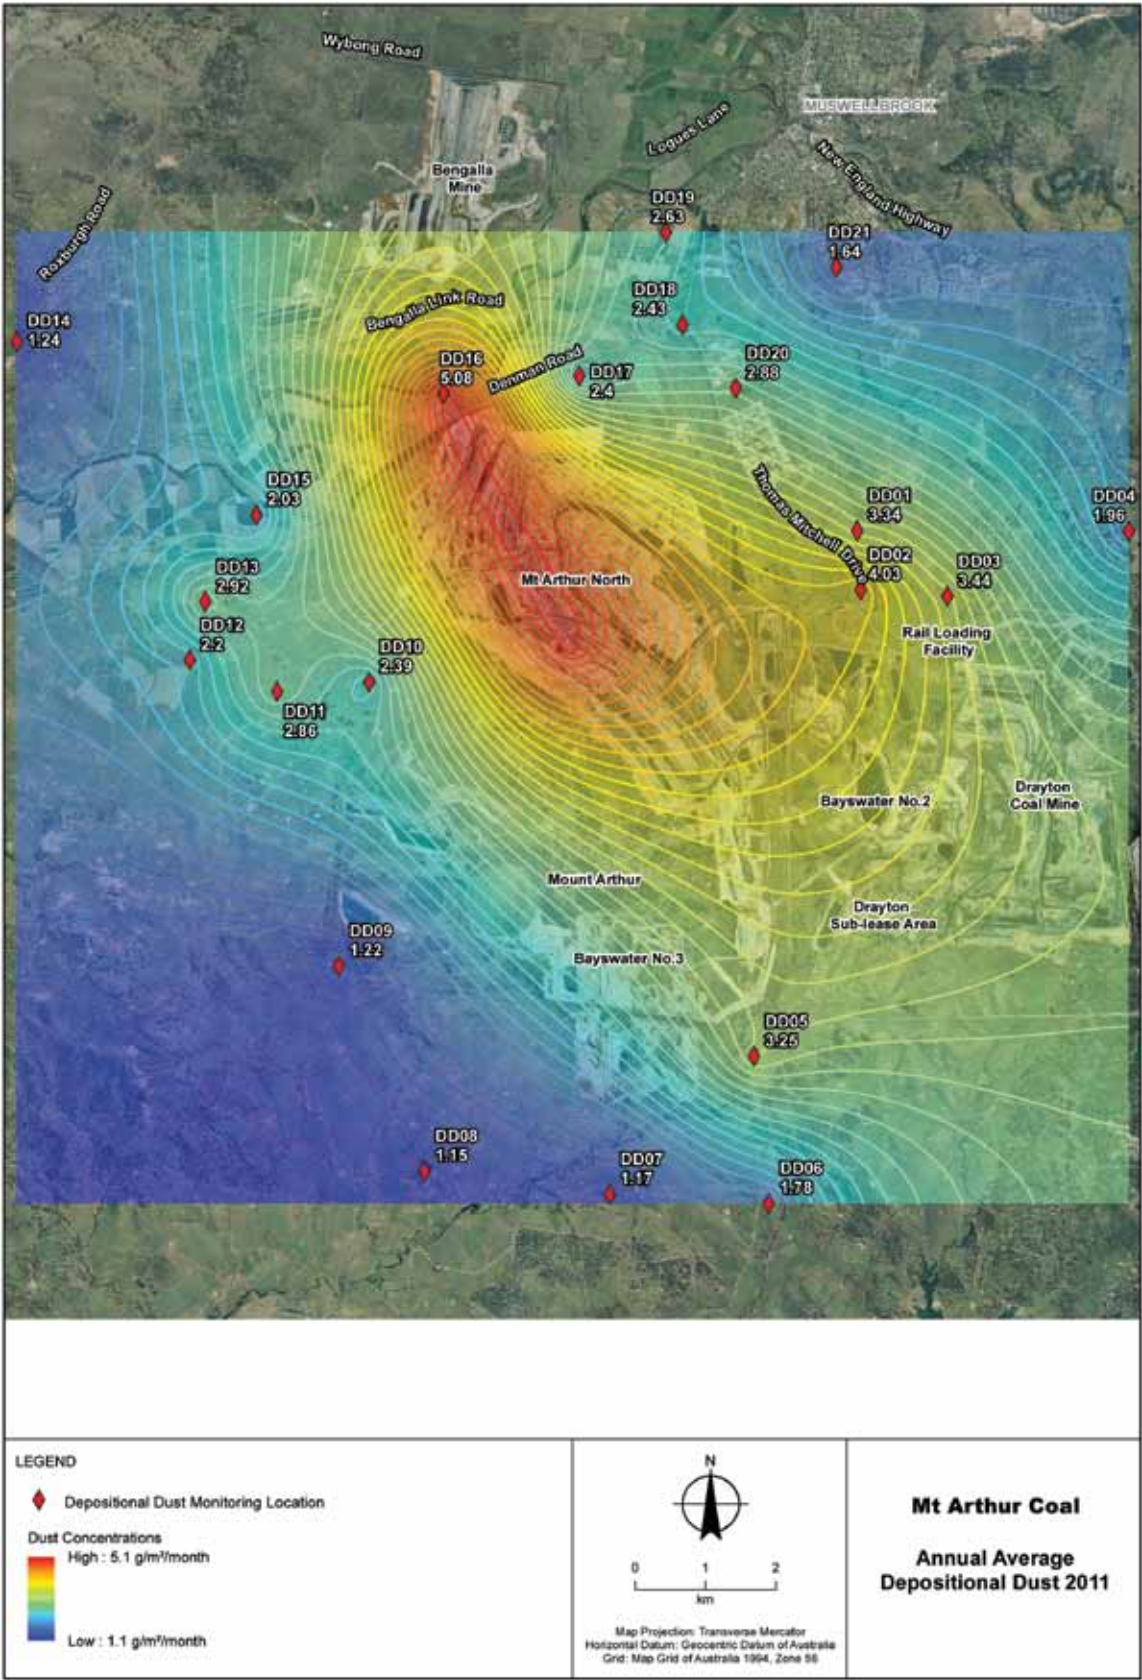 Wybong Road
MUSWELLBROOK
Logues Lane
New England Highway
Bengalla
Mine
Roxburgh Road
DD19
2.63
DD21
1.64
DD18
2.43
Bengalla Link Road
DD14
1.24
DD16
5.08
Denman Road
DD17
2.4
DD20
2.88
DD15
2.03
Thomas Mitchell Drive
DD01
3.34
DD04
1.96
DD02
4.03
DD03
3.44
DD13
2.92
Mt Arthur North
DD12
2.2
Rail Loading
Facility
DD10
2.39
DD11
2.86
Bayswater No.2
Drayton
Coal Mine
Mount Arthur
Drayton
Sub-lease Area
DD09
1.22
Bayswater No.3
DD05
3.25
DD08
1.15
DD07
1.17
DD06
1.78
LEGEND
Depositional Dust Monitoring Location
Dust Concentrations
High : 5.1 g/m²/month
Low : 1.1 g/m²/month
N
0 1 2
km
Map Projection: Transverse Mercator
Horizontal Datum: Geocentric Datum of Australia
Grid: Map Grid of Australia 1994, Zone 56
Mt Arthur Coal
Annual Average
Depositional Dust 2011